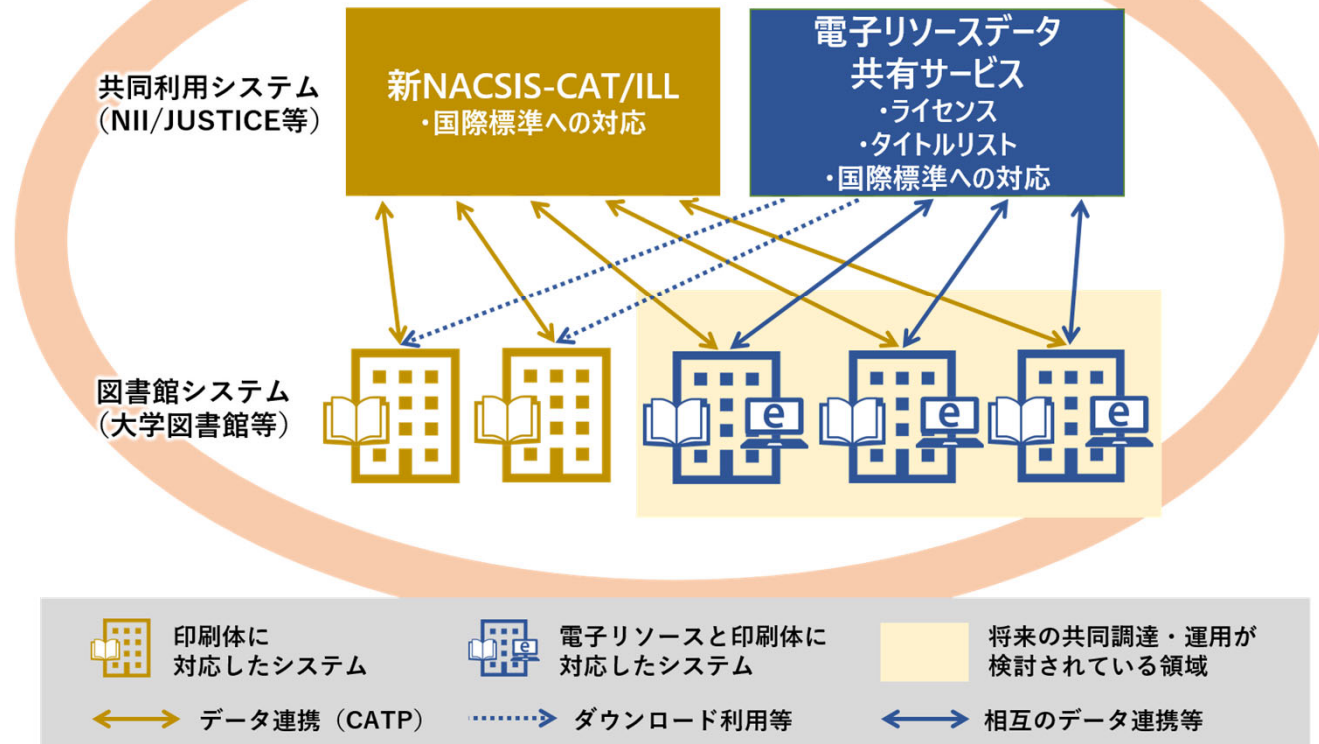 共同利用システム
（NII/JUSTICE等）
新NACSIS-CAT/ILL
・国際標準への対応
電子リソースデータ
共有サービス
・ライセンス
・タイトルリスト
・国際標準への対応
図書館システム
（大学図書館等）
e
e
e
印刷体に
対応したシステム
e
電子リソースと印刷体に
対応したシステム
将来の共同調達・運用が
検討されている領域
データ連携（CATP）
ダウンロード利用等
相互のデータ連携等